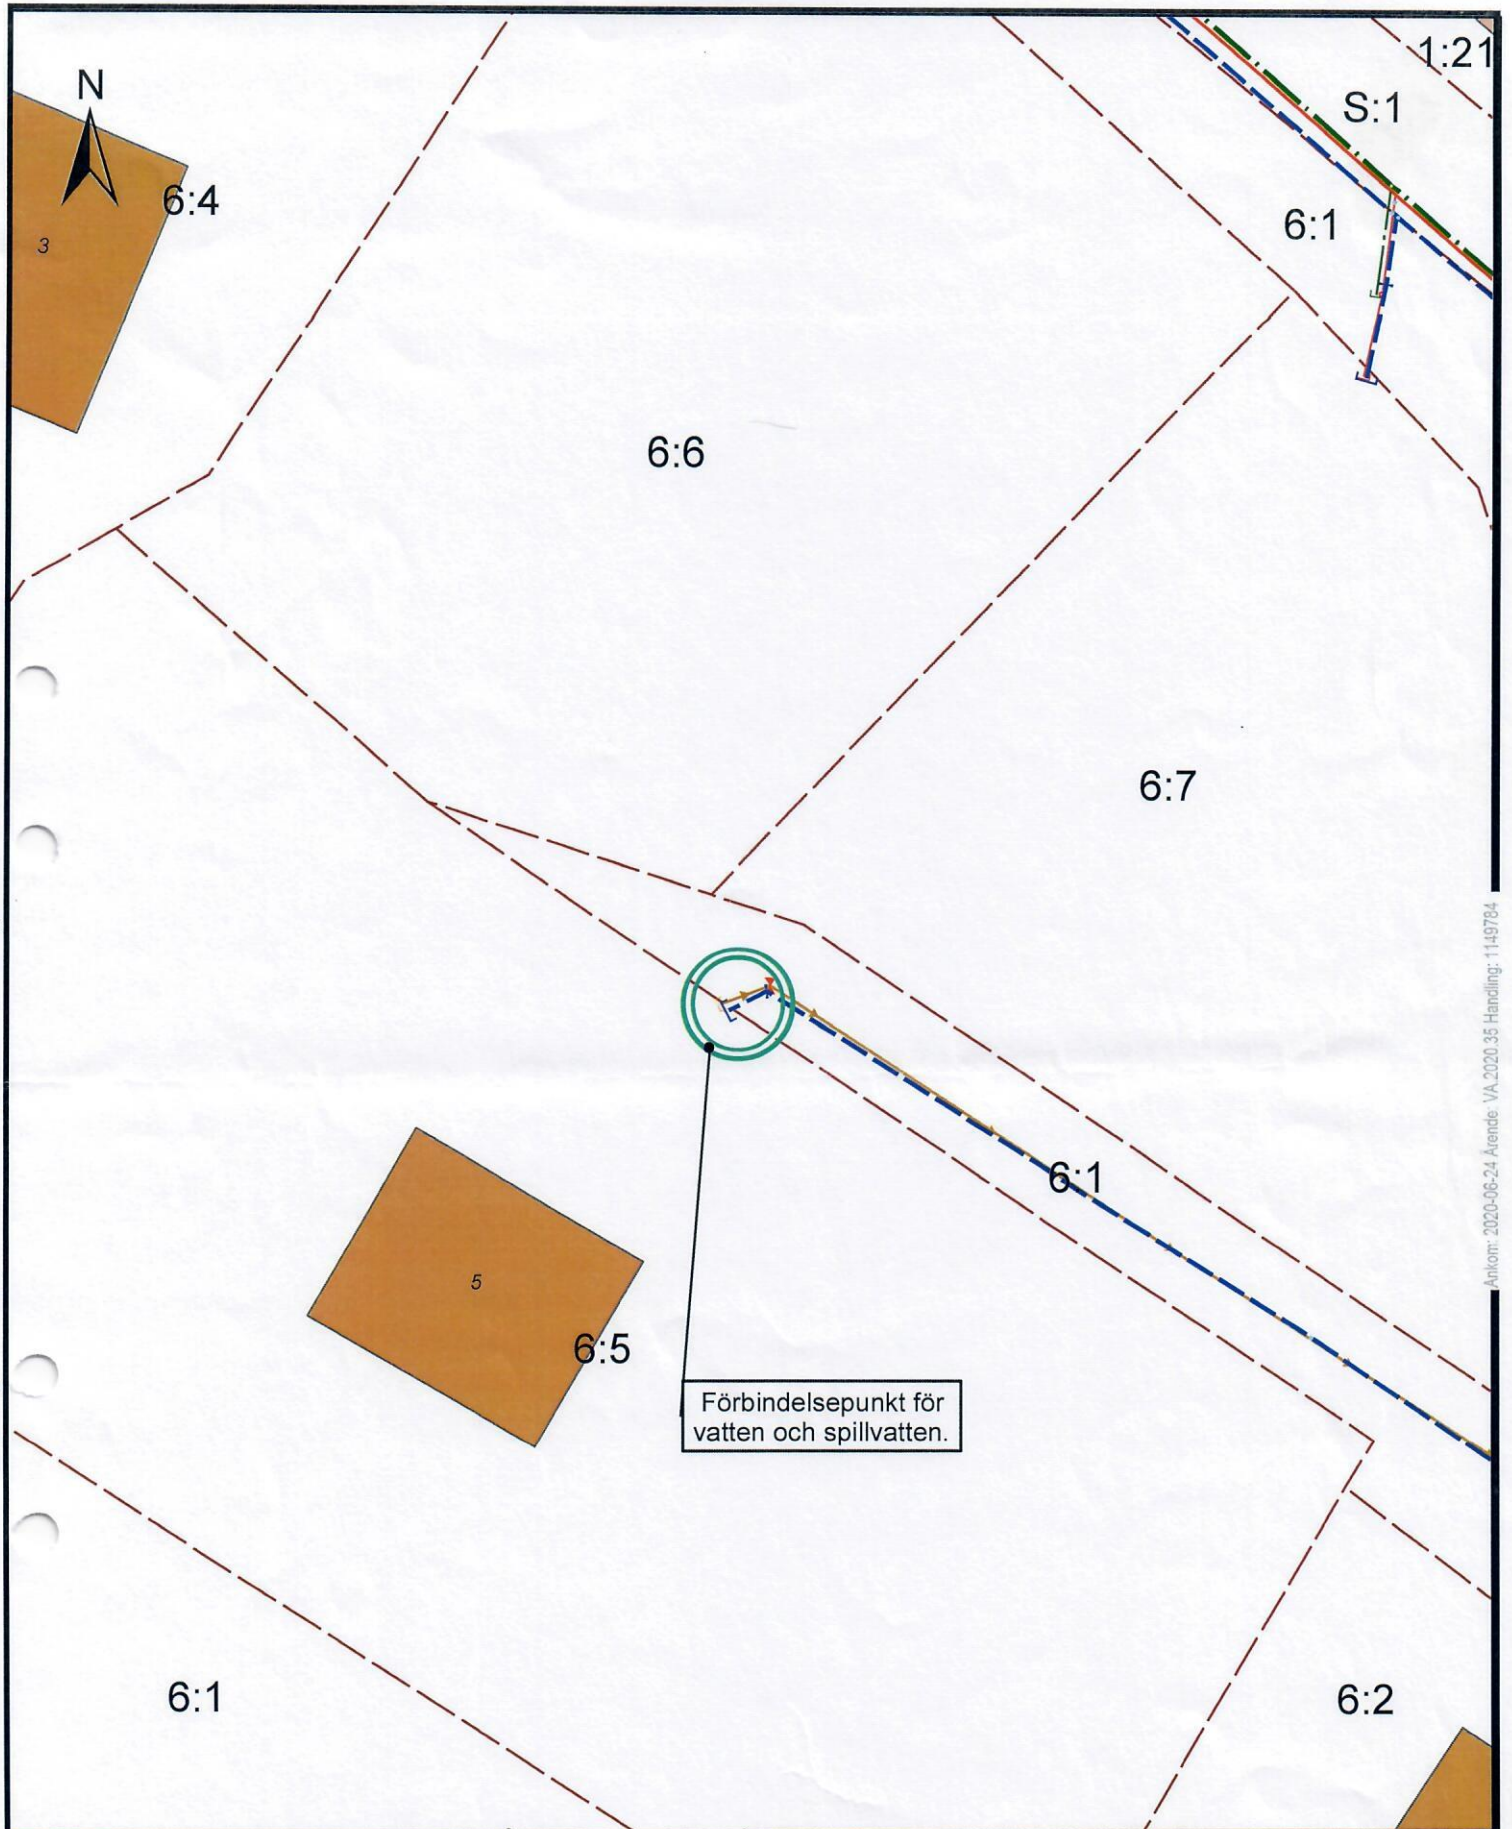 1:21
N
S:1
6:4
6:1
3
6:6
6:7
6:1
5
6:5
Förbindelsepunkt för
vatten och spillvatten.
6:1
6:2
Ankom: 2020-06-24 Ärende: VA.2020.35 Handling: 1149784